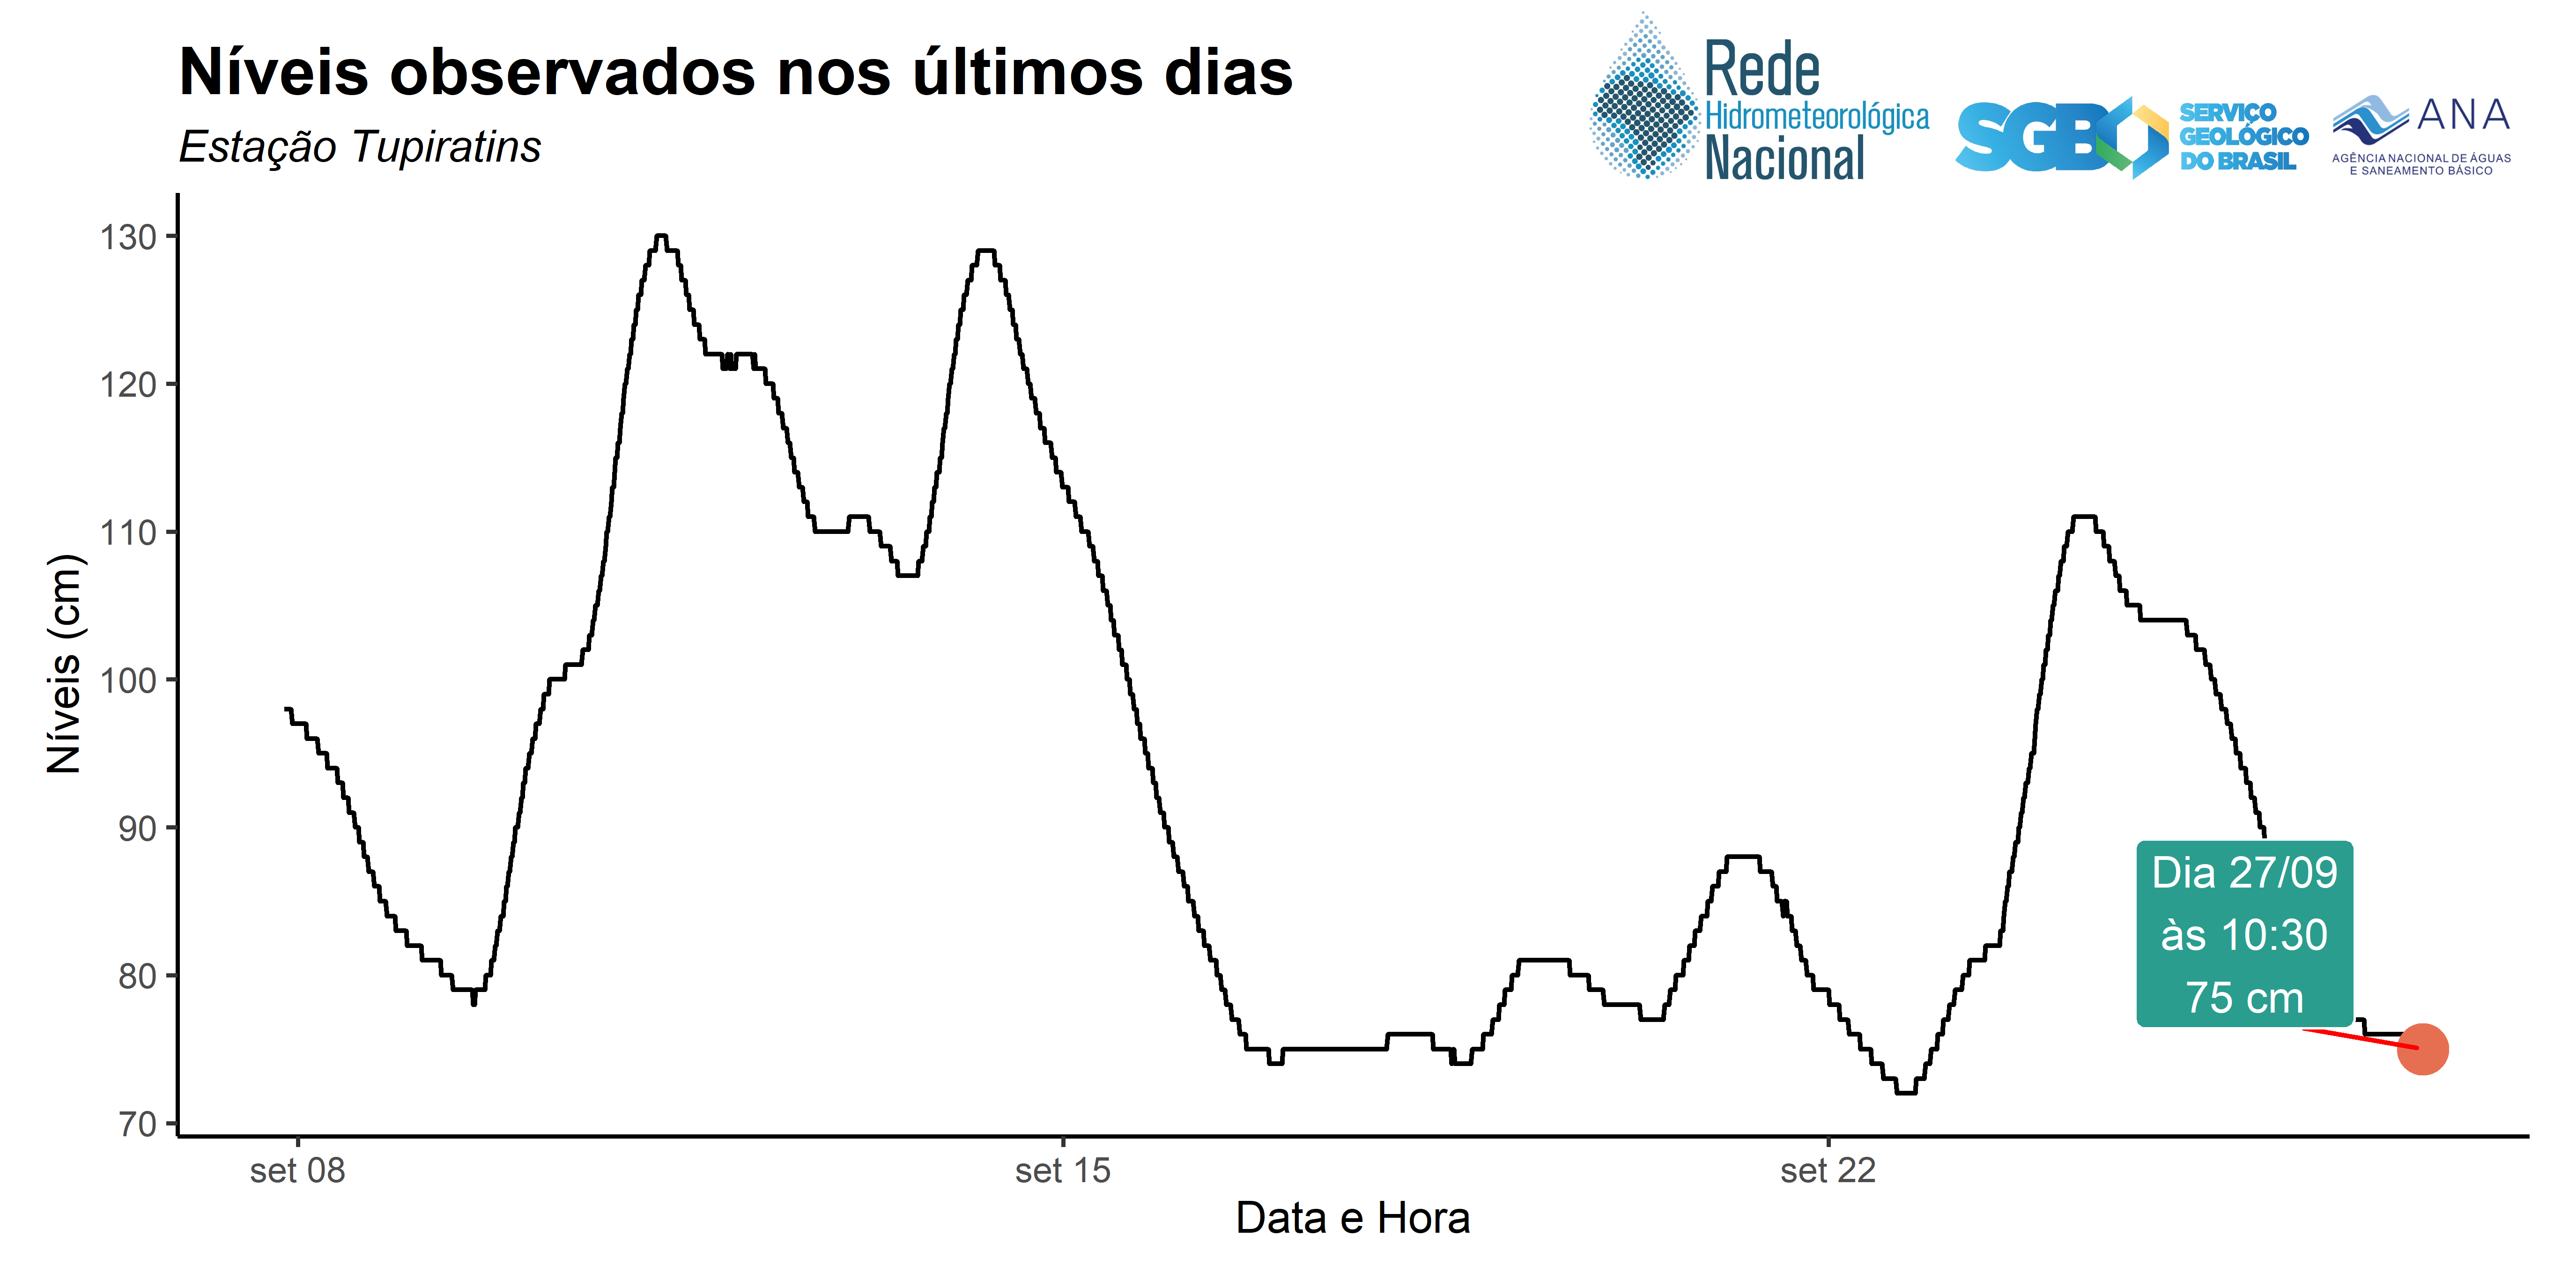 Níveis observados nos últimos dias
Estação Tupiratins
Rede
Hidrometeorológica
Nacional
SGB
SERVIÇO
GEOLÓGICO
DO BRASIL
ANA
AGÊNCIA NACIONAL DE ÁGUAS
E SANEAMENTO BÁSICO
Níveis (cm)
130
120
110
100
90
80
70
Dia 27/09
às 10:30
75 cm
set 08
set 15
set 22
Data e Hora